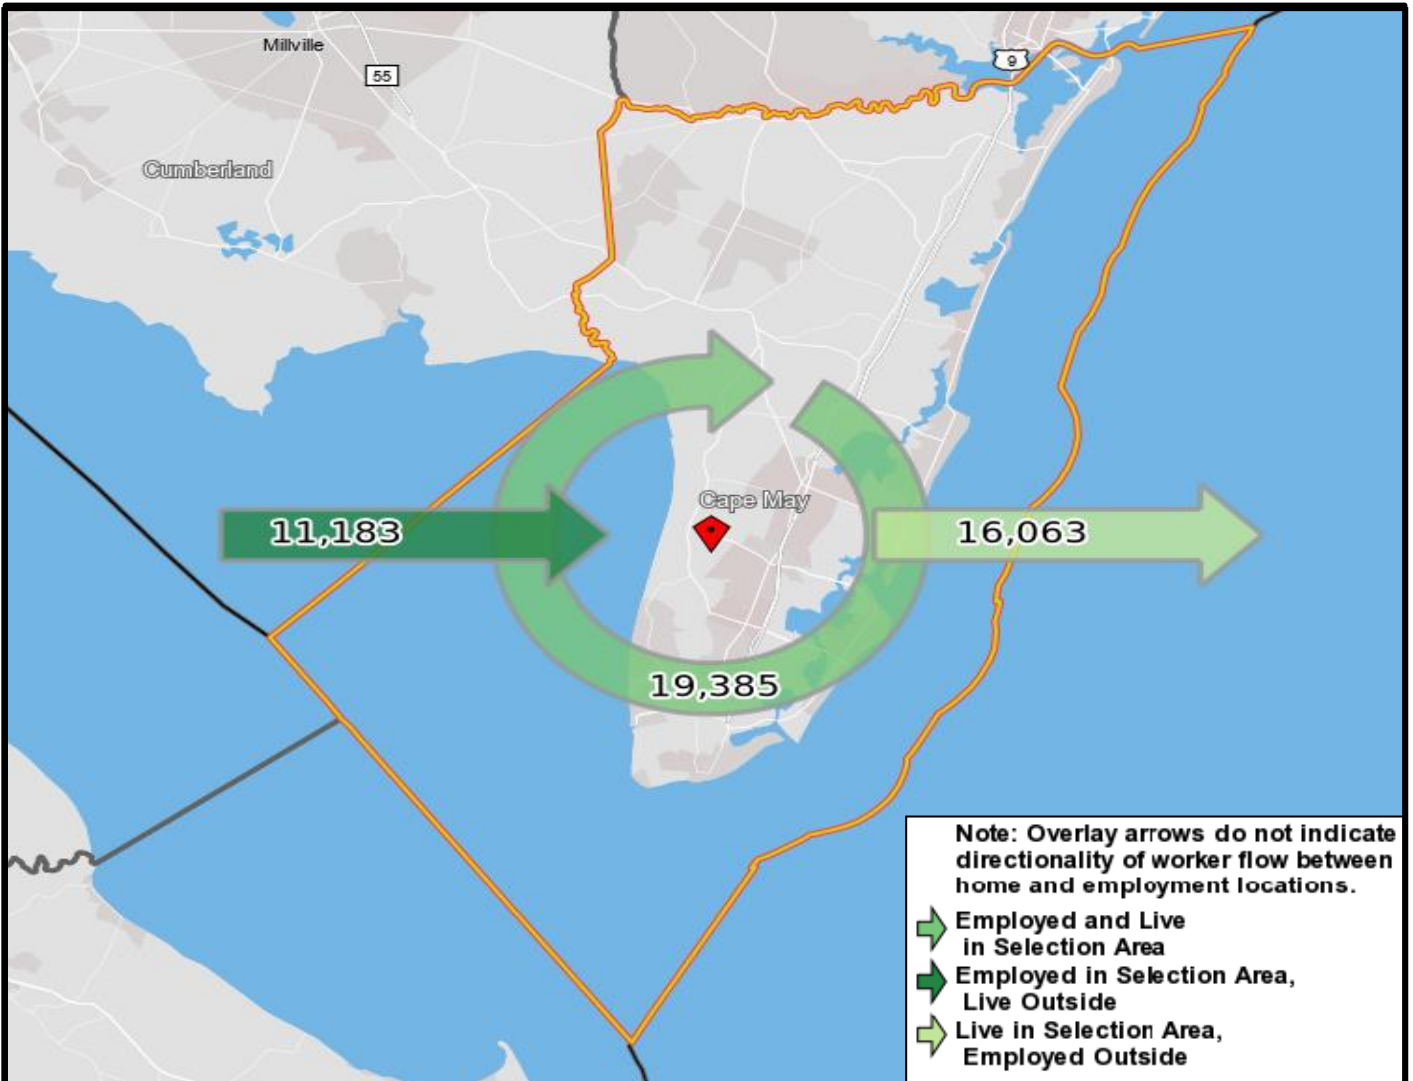 Millville
55
9
Cumberland
Cape May
11,183
16,063
19,385
Note: Overlay arrows do not indicate
directionality of worker flow between
home and employment locations.
Employed and Live
in Selection Area
Employed in Selection Area,
Live Outside
Live in Selection Area,
Employed Outside